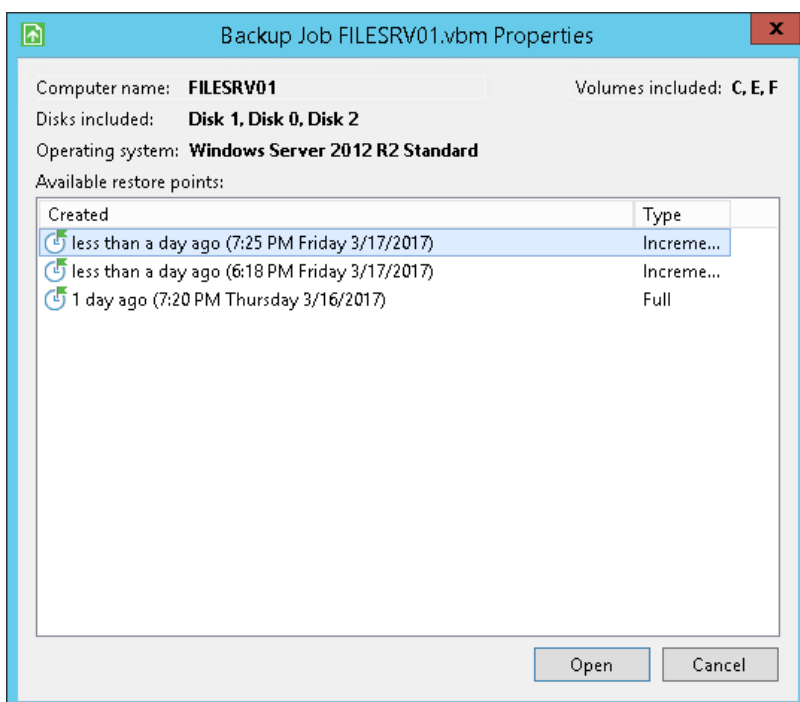 Backup Job FILESRV01.vbm Properties
x
Computer name: FILESRV01 Volumes included: C, E, F
Disks included: Disk 1, Disk 0, Disk 2
Operating system: Windows Server 2012 R2 Standard
Available restore points:
Created Type
less than a day ago (7:25 PM Friday 3/17/2017) Increme...
less than a day ago (6:18 PM Friday 3/17/2017) Increme...
1 day ago (7:20 PM Thursday 3/16/2017) Full
Open Cancel